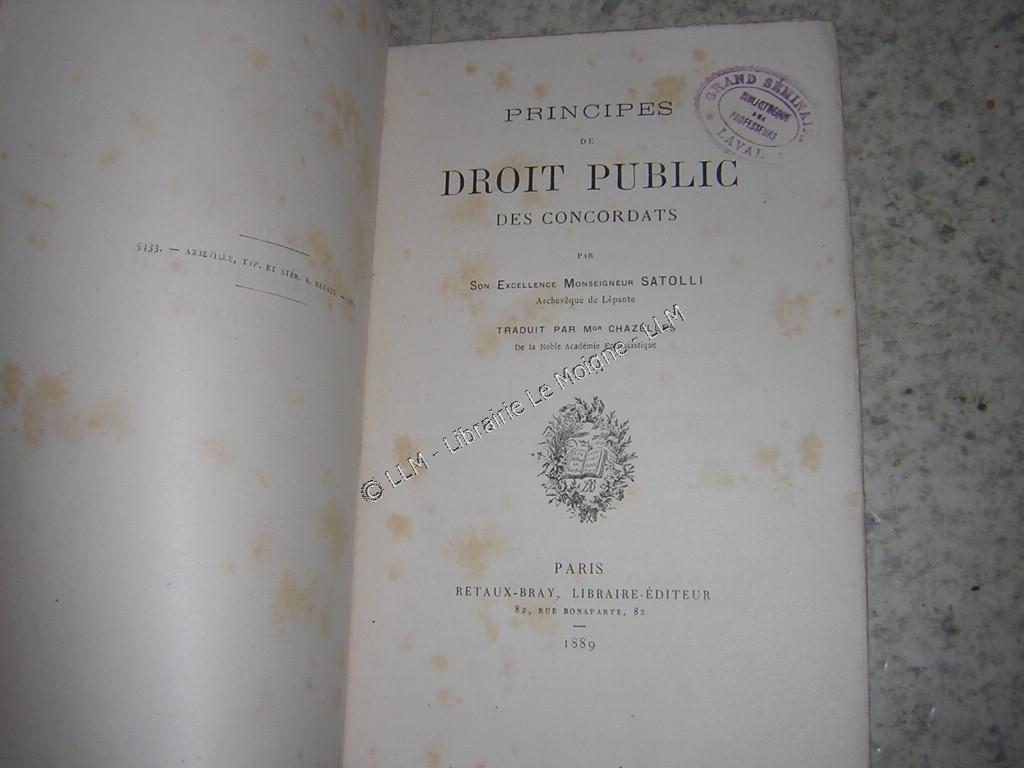 5433. — ABBEVILLE, TYP. ET STÉR. A. RETAUX. —
PRINCIPES
DE
DROIT PUBLIC
DES CONCORDATS
PAR
SON EXCELLENCE MONSEIGNEUR SATOLLI
Archevêque de Lépante
TRADUIT PAR MGR CHAZELLES
De la Noble Académie Ecclésiastique
PARIS
RETAUX-BRAY, LIBRAIRE-ÉDITEUR
82, RUE BONAPARTE, 82
1889
GRAND SÉMINAIRE
BIBLIOTHÈQUE
DES
PROFESSEURS
LAVAL
© LLM - Librairie Le Moigne - LLM